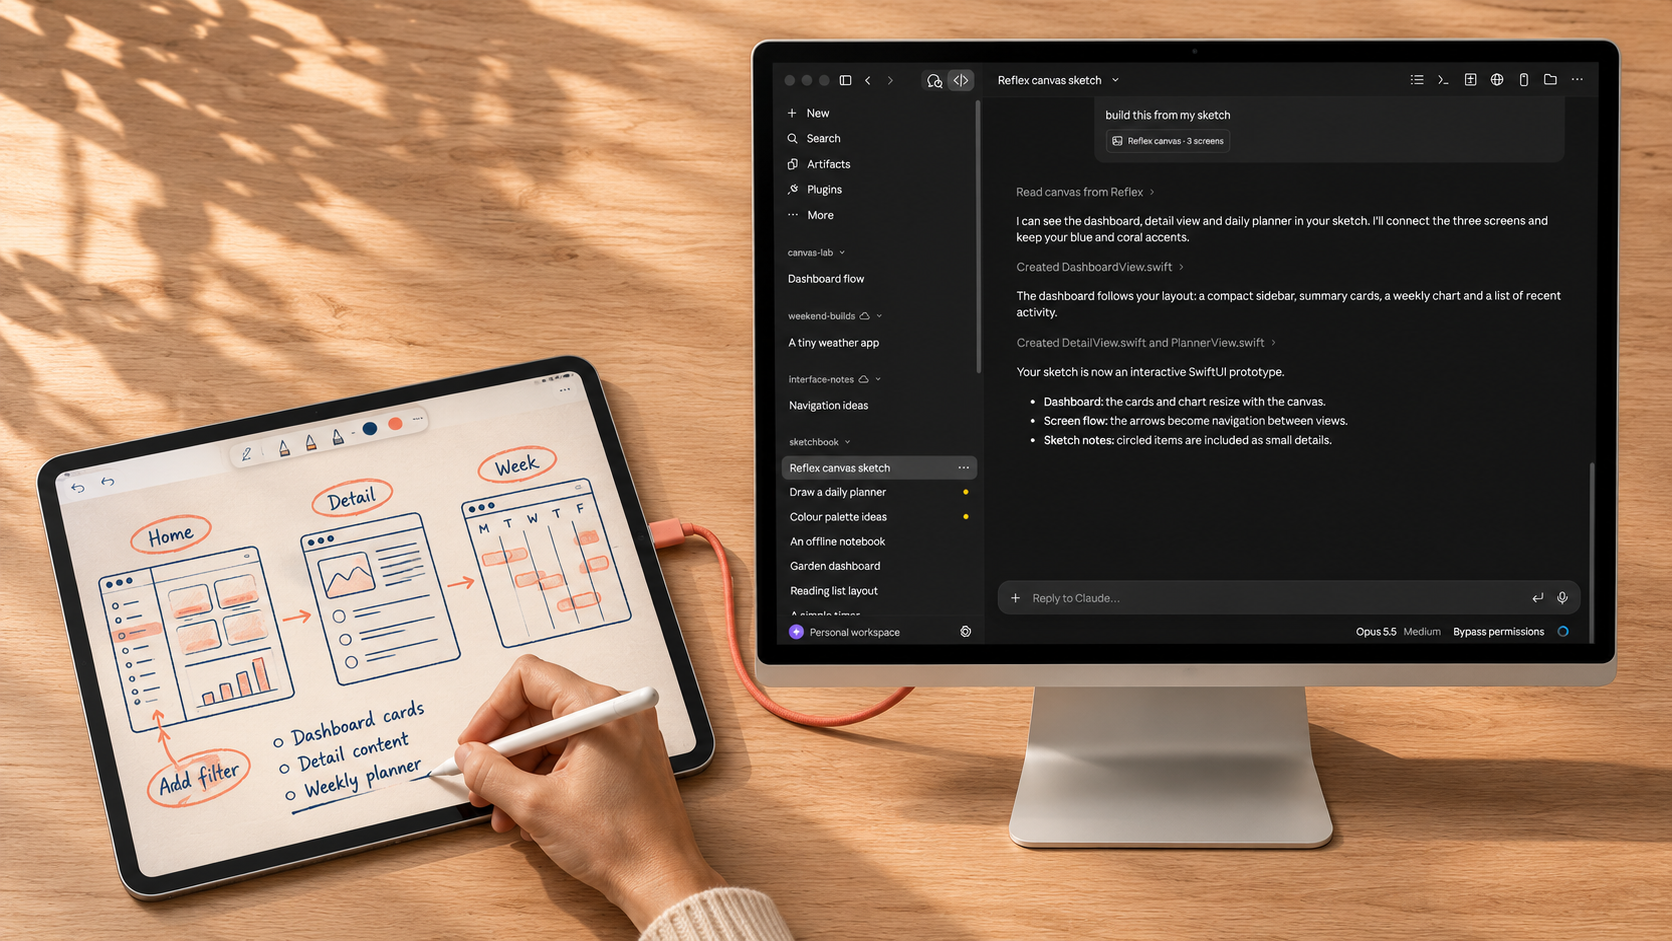 Home
Detail
Week
M T W T F
Add filter
Dashboard cards
Detail content
Weekly planner
New
Search
Artifacts
Plugins
More
canvas-lab
Dashboard flow
weekend-builds
A tiny weather app
interface-notes
Navigation ideas
sketchbook
Reflex canvas sketch
Draw a daily planner
Colour palette ideas
An offline notebook
Garden dashboard
Reading list layout
A simple timer
Personal workspace
Reflex canvas sketch
build this from my sketch
Reflex canvas · 3 screens
Read canvas from Reflex
I can see the dashboard, detail view and daily planner in your sketch. I'll connect the three screens and
keep your blue and coral accents.
Created DashboardView.swift
The dashboard follows your layout: a compact sidebar, summary cards, a weekly chart and a list of recent
activity.
Created DetailView.swift and PlannerView.swift
Your sketch is now an interactive SwiftUI prototype.
• Dashboard: the cards and chart resize with the canvas.
• Screen flow: the arrows become navigation between views.
• Sketch notes: circled items are included as small details.
Reply to Claude...
Opus 5.5 Medium Bypass permissions